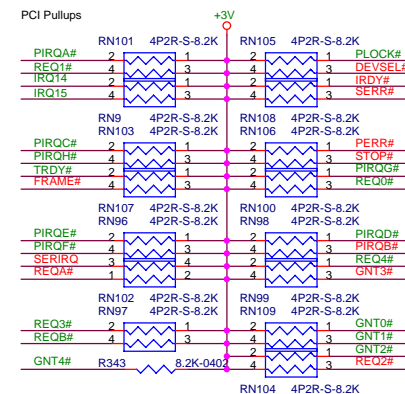 PCI Pullups +3V
RN101 4P2R-S-8.2K RN105 4P2R-S-8.2K
PIRQA# 2 1 2 1 PLOCK#
REQ1# 4 3 4 3 DEVSEL#
IRQ14 2 1 2 1 IRDY#
IRQ15 4 3 4 3 SERR#
RN9 4P2R-S-8.2K RN108 4P2R-S-8.2K
RN103 4P2R-S-8.2K RN106 4P2R-S-8.2K
PIRQC# 2 1 2 1 PERR#
PIRQH# 4 3 4 3 STOP#
TRDY# 2 1 2 1 PIRQG#
FRAME# 4 3 4 3 REQ0#
RN107 4P2R-S-8.2K RN100 4P2R-S-8.2K
RN96 4P2R-S-8.2K RN98 4P2R-S-8.2K
PIRQE# 2 1 2 1 PIRQD#
PIRQF# 4 3 4 3 PIRQB#
SERIRQ 3 4 2 1 REQ4#
REQA# 1 2 4 3 GNT3#
RN102 4P2R-S-8.2K RN99 4P2R-S-8.2K
RN97 4P2R-S-8.2K RN109 4P2R-S-8.2K
REQ3# 2 1 2 1 GNT0#
REQB# 4 3 4 3 GNT1#
2 1 GNT2#
GNT4# R343 8.2K-0402 4 3 REQ2#
RN104 4P2R-S-8.2K